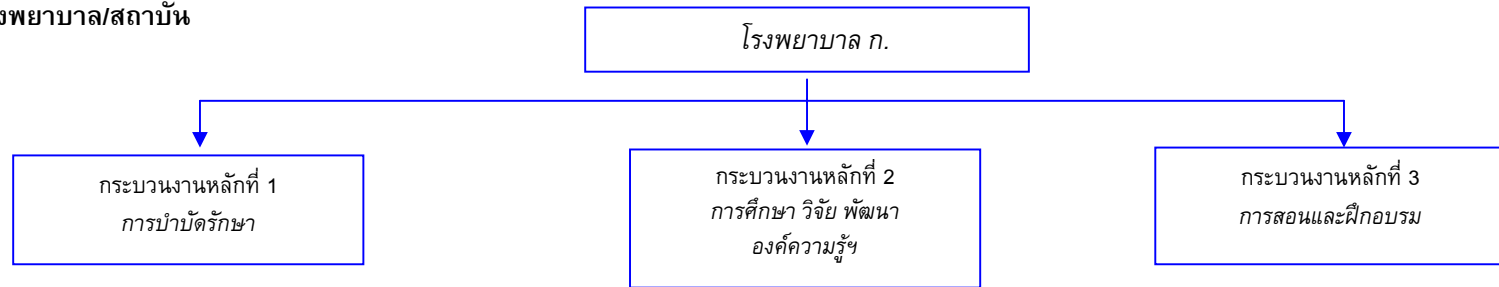 งพยาบาล/สถาบัน
โรงพยาบาล ก.
กระบวนงานหลักที่ 1
การบำบัดรักษา
กระบวนงานหลักที่ 2
การศึกษา วิจัย พัฒนา
องค์ความรู้ฯ
กระบวนงานหลักที่ 3
การสอนและฝึกอบรม